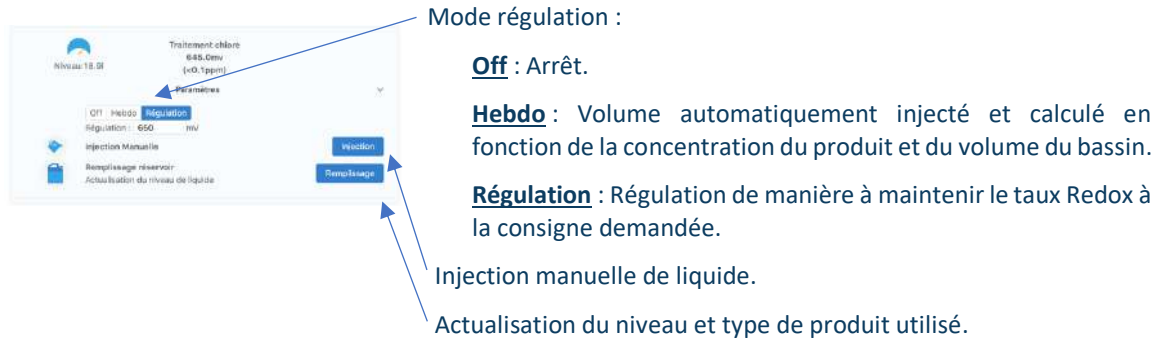 Mode régulation :
Off : Arrêt.
Hebdo : Volume automatiquement injecté et calculé en
fonction de la concentration du produit et du volume du bassin.
Régulation : Régulation de manière à maintenir le taux Redox à
la consigne demandée.
Injection manuelle de liquide.
Actualisation du niveau et type de produit utilisé.
Traitement chlore
645.0mv
Niveau:18.9l
(<0.1ppm)
Paramètres
Off Hebdo Régulation
Régulation : 650 mV
Injection Manuelle
Injection
Remplissage réservoir
Actualisation du niveau de liquide
Remplissage